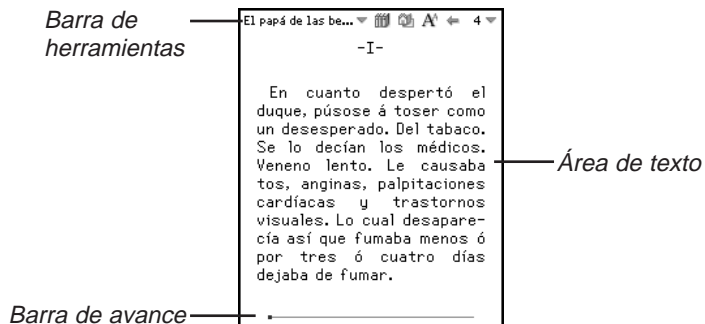 Barra de
herramientas
El papá de las be... 4
-I-
En cuanto despertó el
duque, púsose á toser como
un desesperado. Del tabaco.
Se lo decían los médicos.
Veneno lento. Le causaba
tos, anginas, palpitaciones
cardíacas y trastornos
visuales. Lo cual desapare-
cía así que fumaba menos ó
por tres ó cuatro días
dejaba de fumar.
Área de texto
Barra de avance